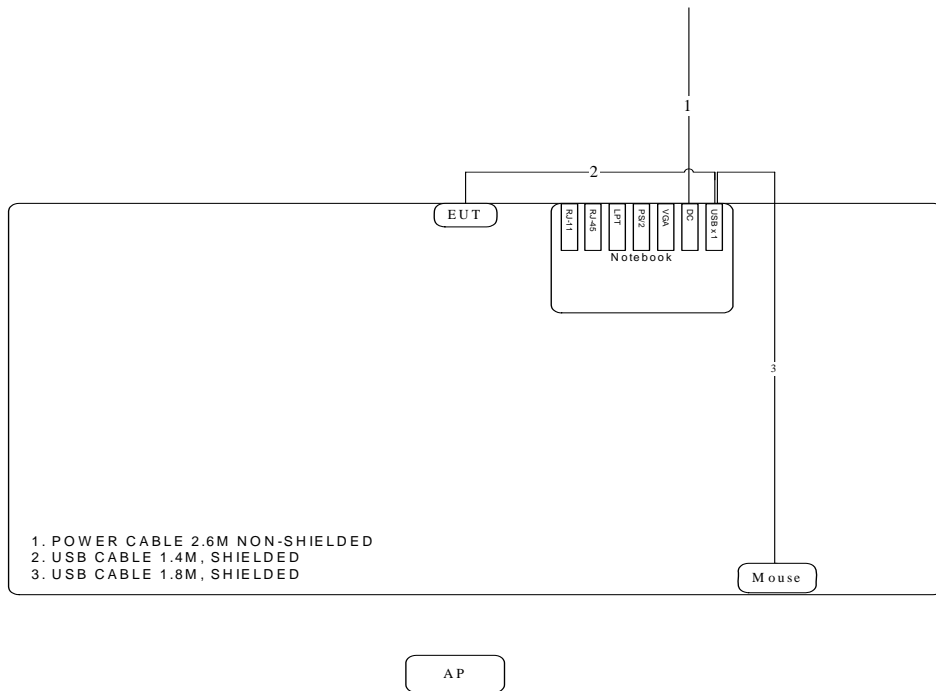 1
2
EUT
RJ-11
RJ-45
LPT
PS/2
VGA
DC
USB x 1
Notebook
3
1. POWER CABLE 2.6M NON-SHIELDED
2. USB CABLE 1.4M, SHIELDED
3. USB CABLE 1.8M, SHIELDED
Mouse
AP